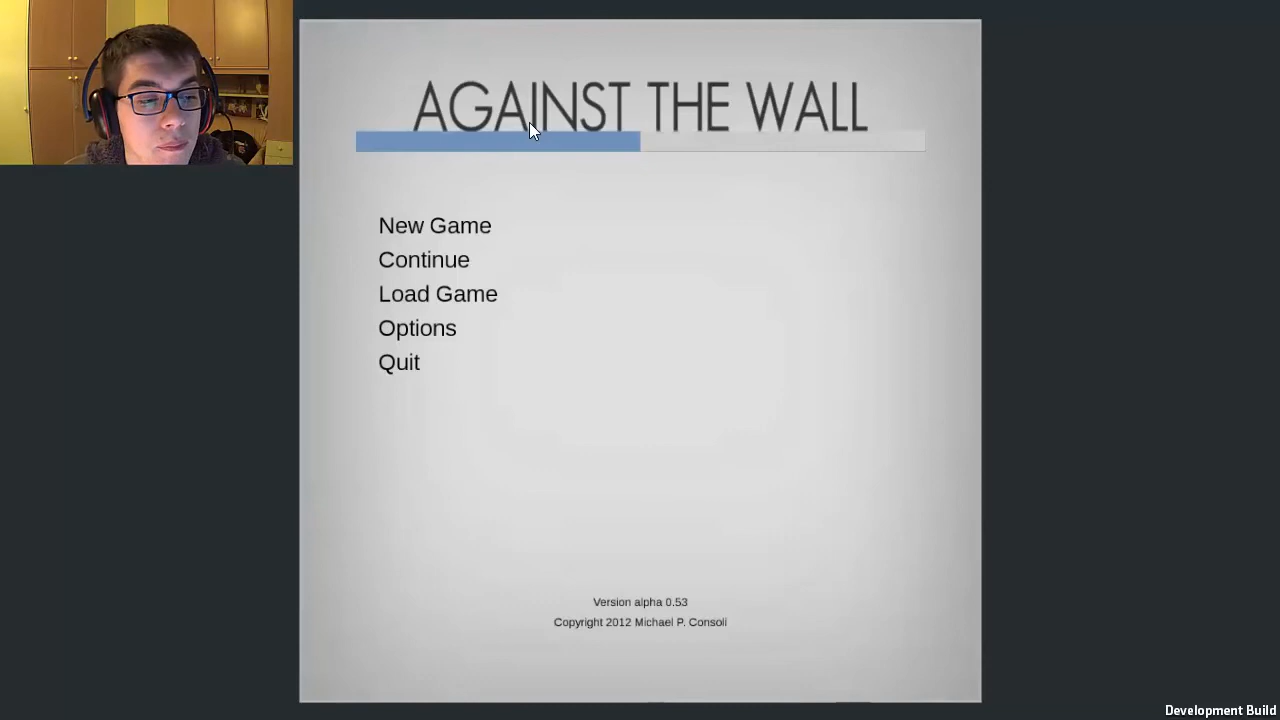 AGAINST THE WALL
New Game
Continue
Load Game
Options
Quit
Version alpha 0.53
Copyright 2012 Michael P. Consoli
Development Build